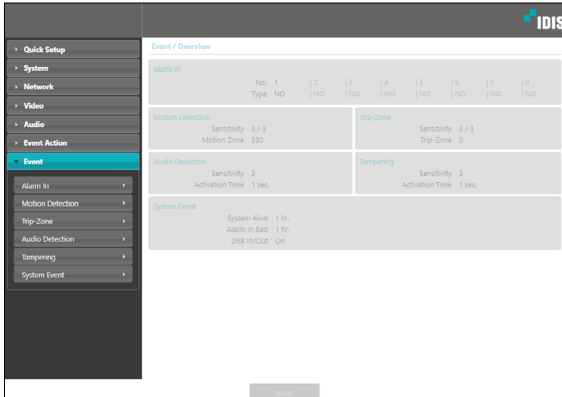 IDIS
Quick Setup
System
Network
Video
Audio
Event Action
Event
Alarm In
Motion Detection
Trip-Zone
Audio Detection
Tampering
System Event
Event / Overview
Alarm In
No. 1 | 2 | 3 | 4 | 5 | 6 | 7 | 8
Type NO | NO | NO | NO | NO | NO | NO | NO
Motion Detection
Sensitivity 3 / 3
Motion Zone 330
Trip-Zone
Sensitivity 3 / 3
Trip-Zone 0
Audio Detection
Sensitivity 3
Activation Time 1 sec.
Tampering
Sensitivity 3
Activation Time 1 sec.
System Event
System Alive 1 hr.
Alarm In Bad 1 hr.
Disk In/Out On
Save